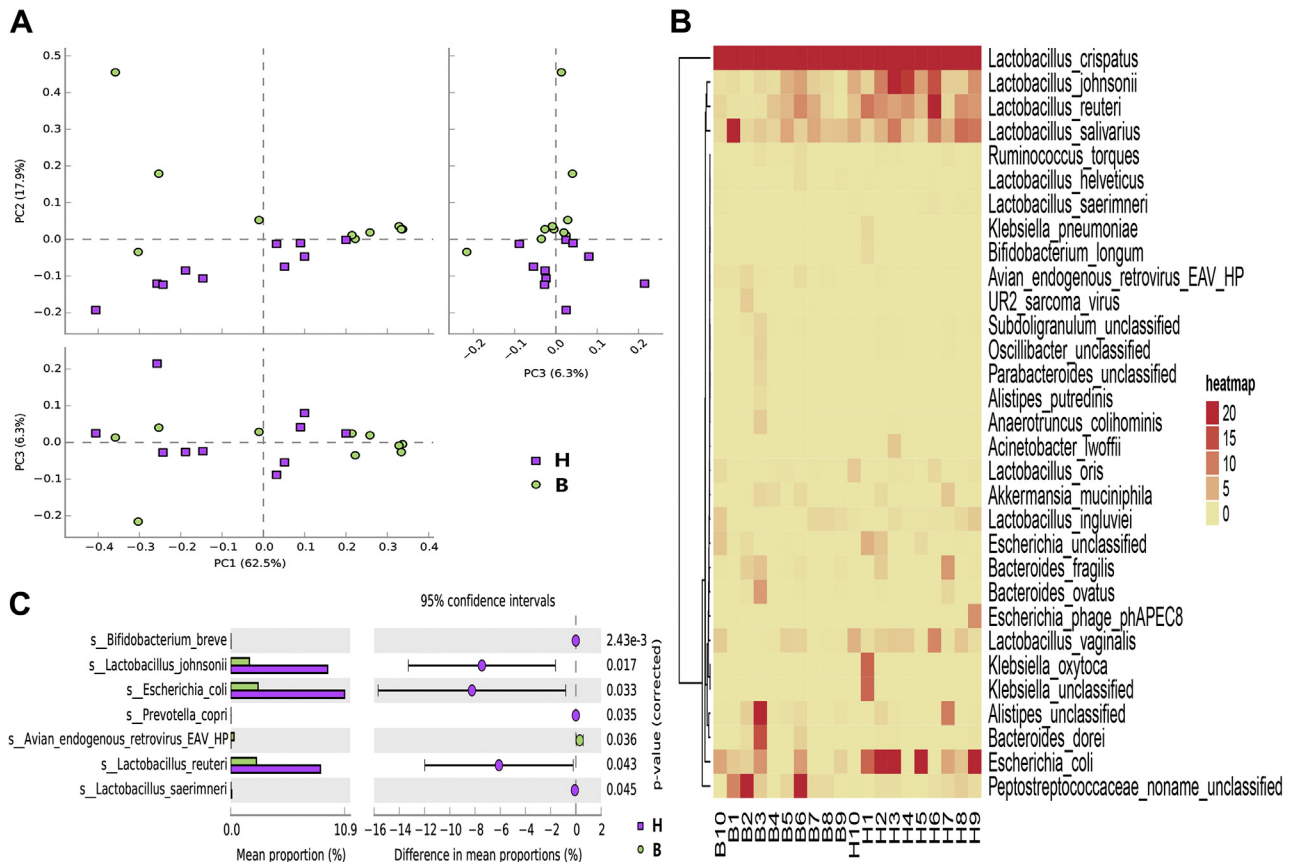 A
PC2 (17.9%)
0.5
0.4
0.3
0.2
0.1
0.0
−0.1
−0.2
−0.2
−0.1
0.0
0.1
0.2
PC3 (6.3%)
PC3 (6.3%)
0.2
0.1
0.0
−0.1
−0.2
−0.4
−0.3
−0.2
−0.1
0.0
0.1
0.2
0.3
0.4
PC1 (62.5%)
H
B
B
Lactobacillus_crispatus
Lactobacillus_johnsonii
Lactobacillus_reuteri
Lactobacillus_salivarius
Ruminococcus_torques
Lactobacillus_helveticus
Lactobacillus_saerimneri
Klebsiella_pneumoniae
Bifidobacterium_longum
Avian_endogenous_retrovirus_EAV_HP
UR2_sarcoma_virus
Subdoligranulum_unclassified
Oscillibacter_unclassified
Parabacteroides_unclassified
Alistipes_putredinis
Anaerotruncus_colihominis
Acinetobacter_lwoffii
Lactobacillus_oris
Akkermansia_muciniphila
Lactobacillus_ingluviei
Escherichia_unclassified
Bacteroides_fragilis
Bacteroides_ovatus
Escherichia_phage_phAPEC8
Lactobacillus_vaginalis
Klebsiella_oxytoca
Klebsiella_unclassified
Alistipes_unclassified
Bacteroides_dorei
Escherichia_coli
Peptostreptococcaceae_noname_unclassified
B10
B1
B2
B3
B4
B5
B6
B7
B8
B9
H10
H1
H2
H3
H4
H5
H6
H7
H8
H9
heatmap
20
15
10
5
0
C
95% confidence intervals
s__Bifidobacterium_breve
2.43e-3
s__Lactobacillus_johnsonii
0.017
s__Escherichia_coli
0.033
s__Prevotella_copri
0.035
s__Avian_endogenous_retrovirus_EAV_HP
0.036
s__Lactobacillus_reuteri
0.043
s__Lactobacillus_saerimneri
0.045
p-value (corrected)
0.0
10.9
Mean proportion (%)
−16
−14
−12
−10
−8
−6
−4
−2
0
2
Difference in mean proportions (%)
H
B